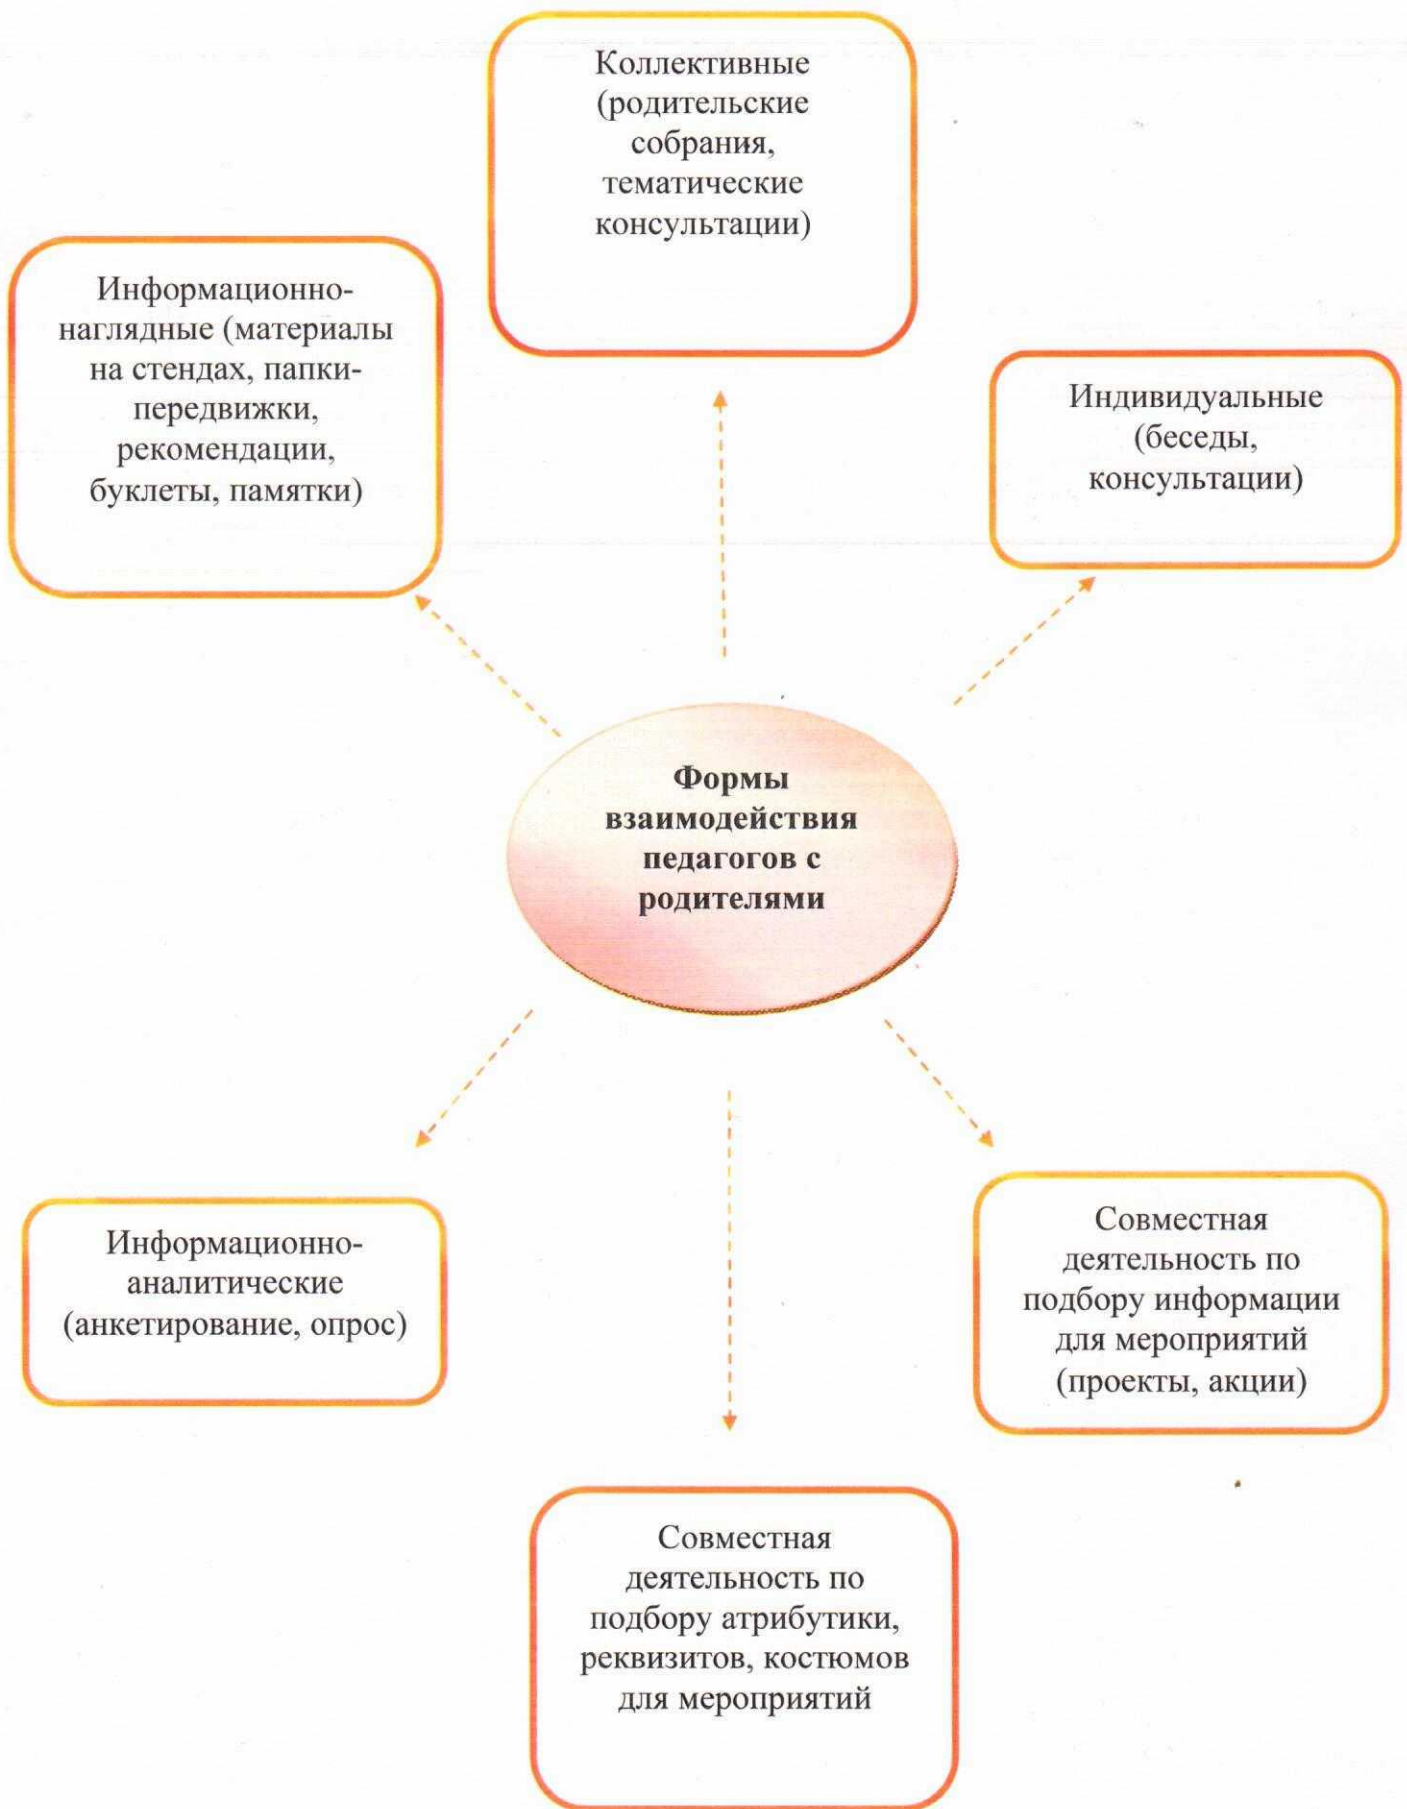 Коллективные
(родительские
собрания,
тематические
консультации)
Информационно-
наглядные (материалы
на стендах, папки-
передвижки,
рекомендации,
буклеты, памятки)
Индивидуальные
(беседы,
консультации)
Формы
взаимодействия
педагогов с
родителями
Информационно-
аналитические
(анкетирование, опрос)
Совместная
деятельность по
подбору информации
для мероприятий
(проекты, акции)
Совместная
деятельность по
подбору атрибутики,
реквизитов, костюмов
для мероприятий